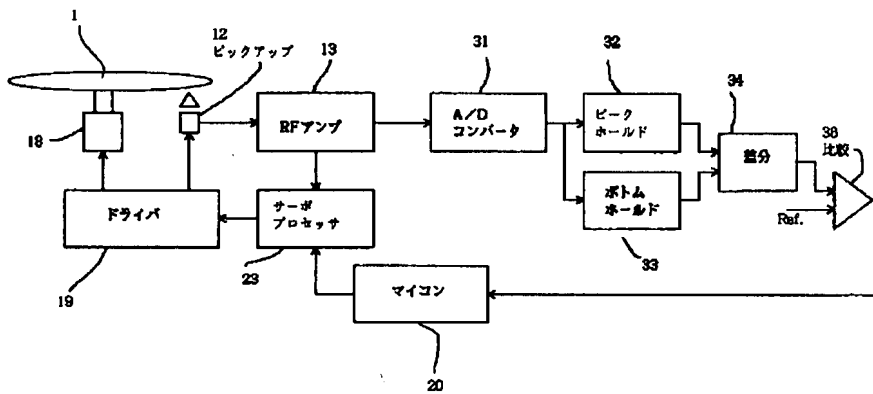 1
12
ピックアップ
13
31
32
34
36
比較
18
RFアンプ
A/D
コンバータ
ピーク
ホールド
差分
ドライバ
サーボ
プロセッサ
ボトム
ホールド
Ref.
19
23
33
マイコン
20